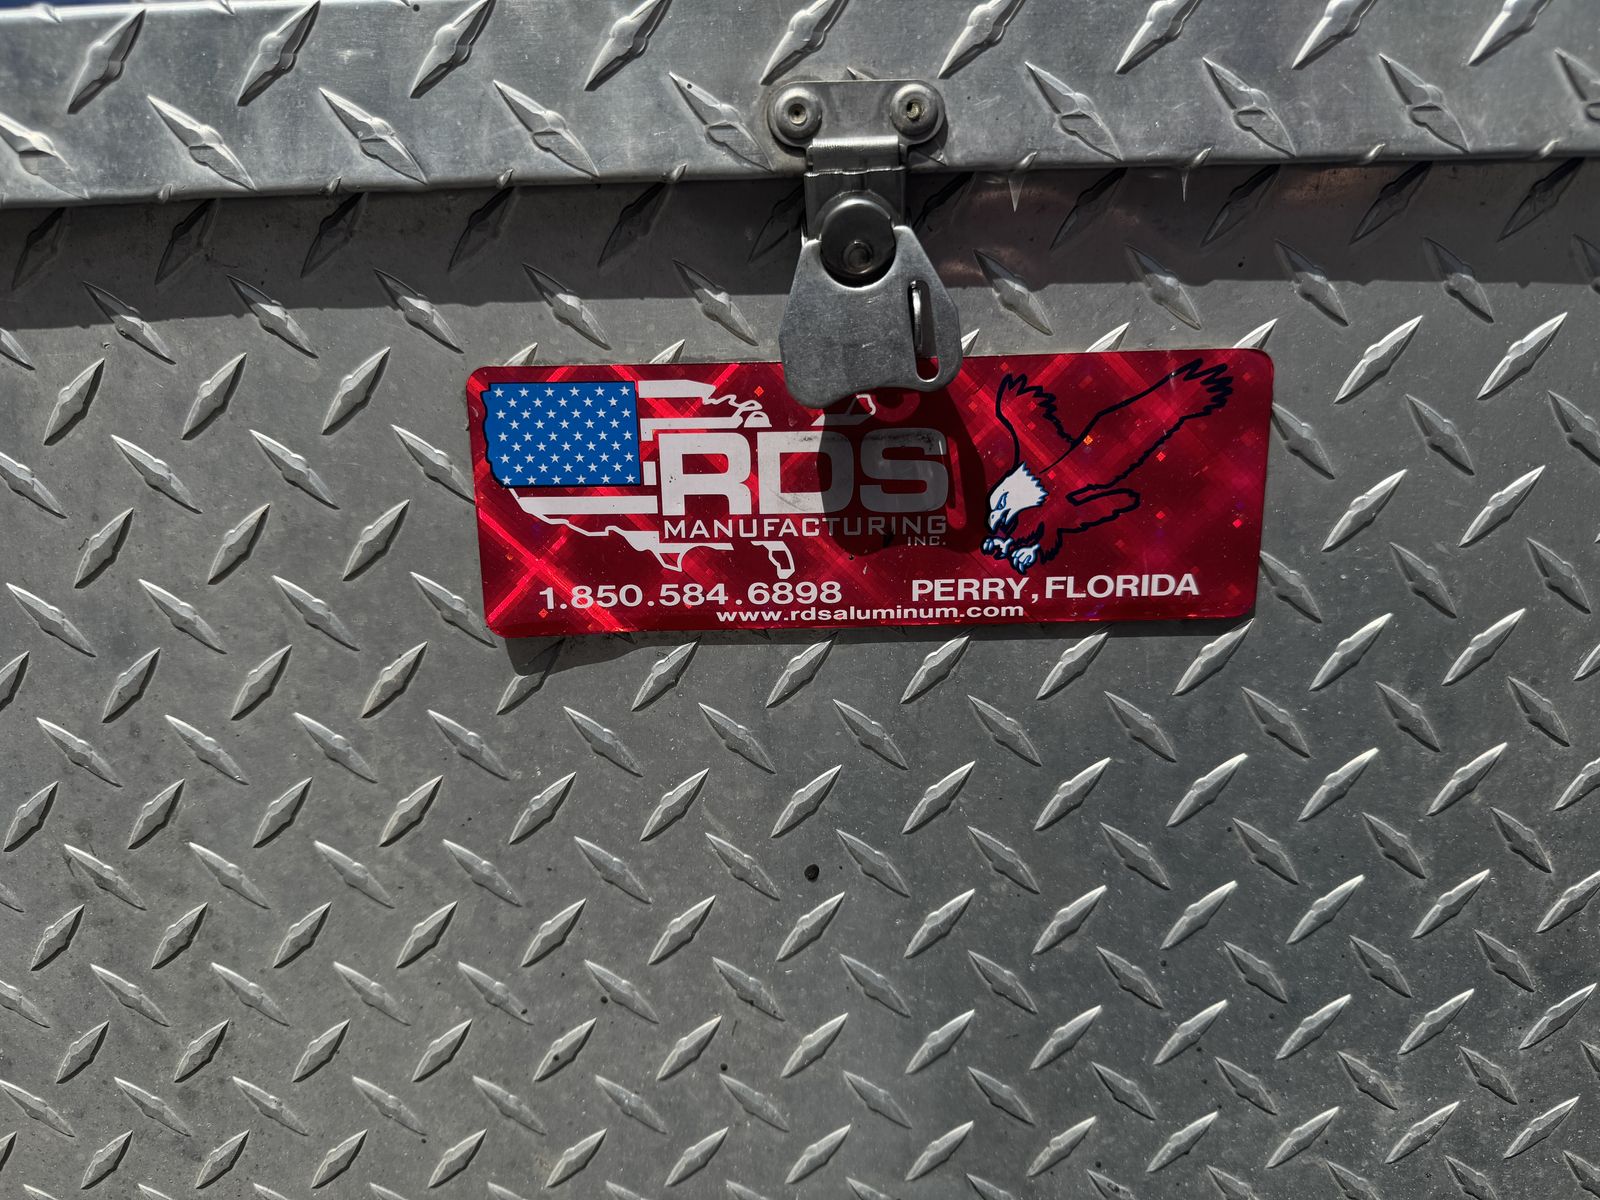 RDS
MANUFACTURING
INC.
1.850.584.6898
PERRY, FLORIDA
www.rdsaluminum.com